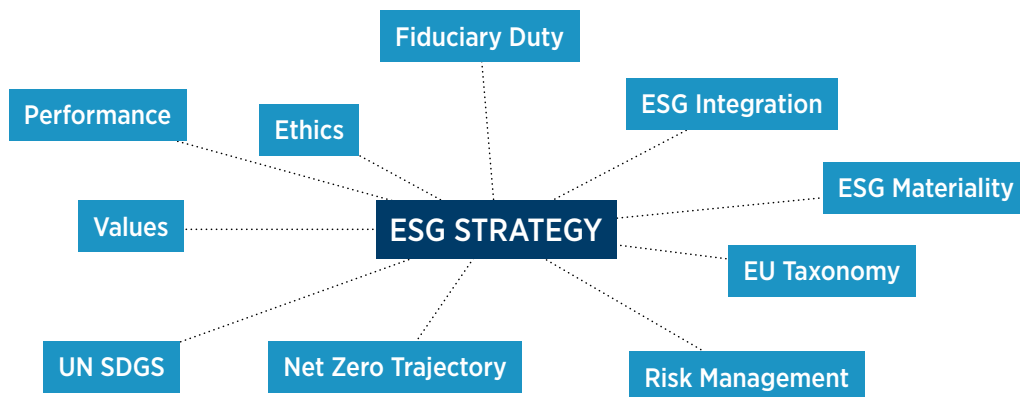 Fiduciary Duty
Performance
Ethics
ESG Integration
ESG Materiality
Values
ESG STRATEGY
EU Taxonomy
UN SDGS
Net Zero Trajectory
Risk Management